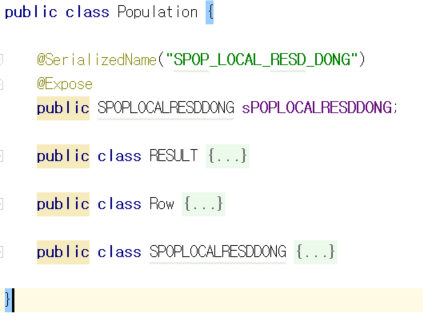 public class Population {
@SerializedName("SPOP_LOCAL_RESD_DONG")
@Expose
public SPOPLOCALRESDDONG sPOPLOCALRESDDONG;
public class RESULT {...}
public class Row {...}
public class SPOPLOCALRESDDONG {...}
}